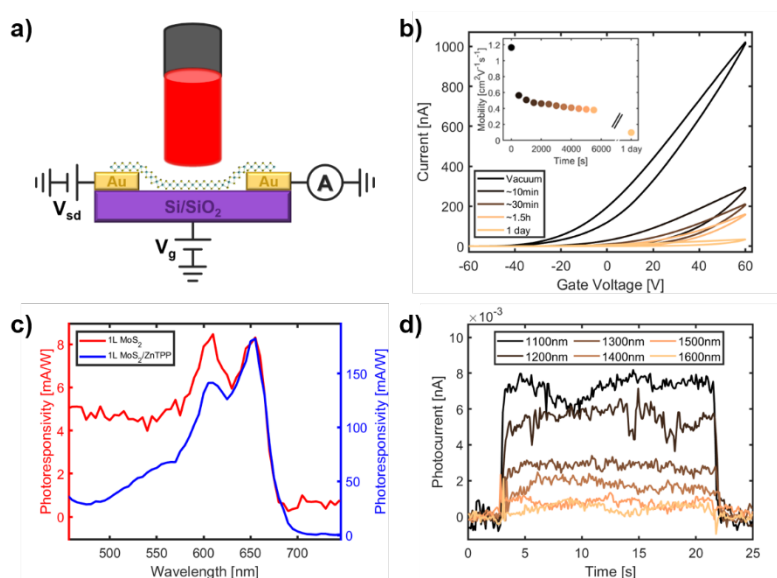 a)
Au
Au
A
Si/SiO2
Vsd
Vg
b)
Current [nA]
1000
800
600
400
200
0
-60
-40
-20
0
20
40
60
Gate Voltage [V]
Mobility [cm2V-1s-1]
1.2
1
0.8
0.6
0.4
0.2
0
0
2000
4000
6000
1 day
Time [s]
Vacuum
~10min
~30min
~1.5h
1 day
c)
1L MoS2
1L MoS2/ZnTPP
Photoresponsivity [mA/W]
8
6
4
2
0
500
550
600
650
700
Wavelength [nm]
150
100
50
0
Photoresponsivity [mA/W]
d)
×10-3
1100nm
1200nm
1300nm
1400nm
1500nm
1600nm
Photocurrent [nA]
10
8
6
4
2
0
0
5
10
15
20
25
Time [s]